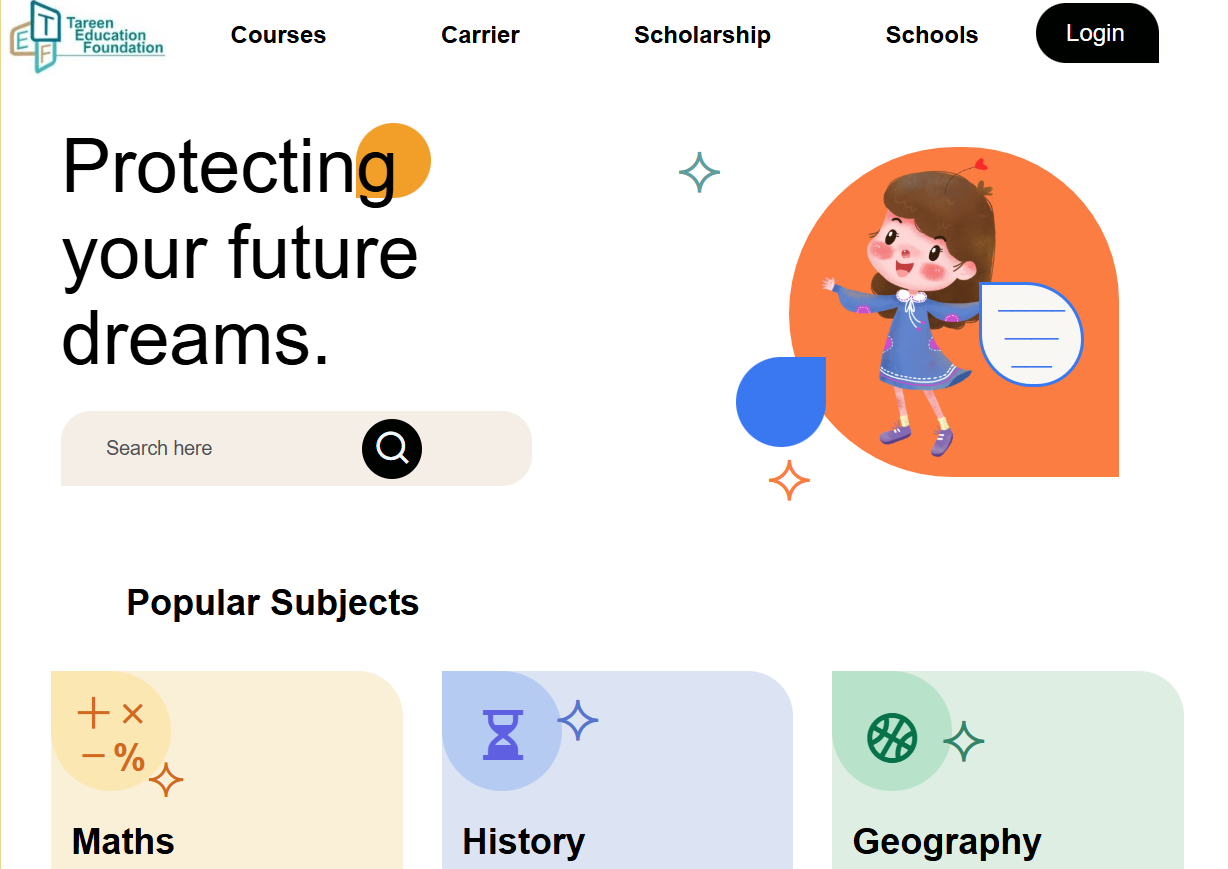 Tareen
Education
Foundation
Courses
Carrier
Scholarship
Schools
Login
Protecting
your future
dreams.
Search here
Popular Subjects
Maths
History
Geography